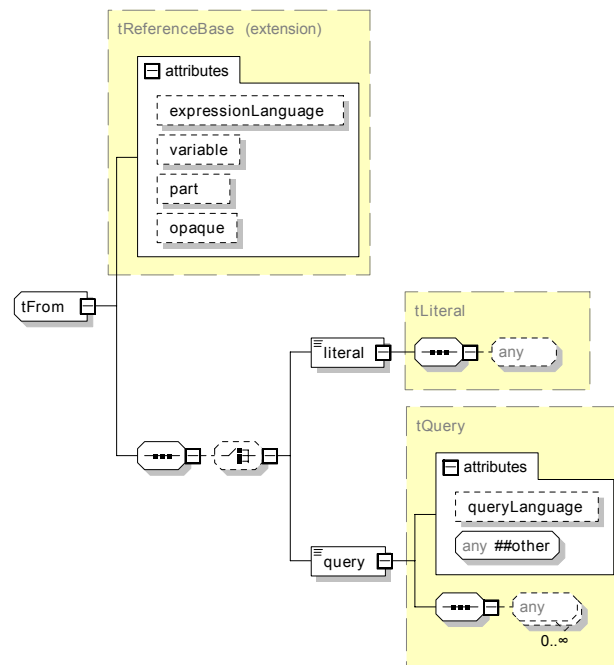 tReferenceBase (extension)
attributes
expressionLanguage
variable
part
opaque
tFrom
tLiteral
literal
any
tQuery
attributes
queryLanguage
any ##other
query
any
0..∞